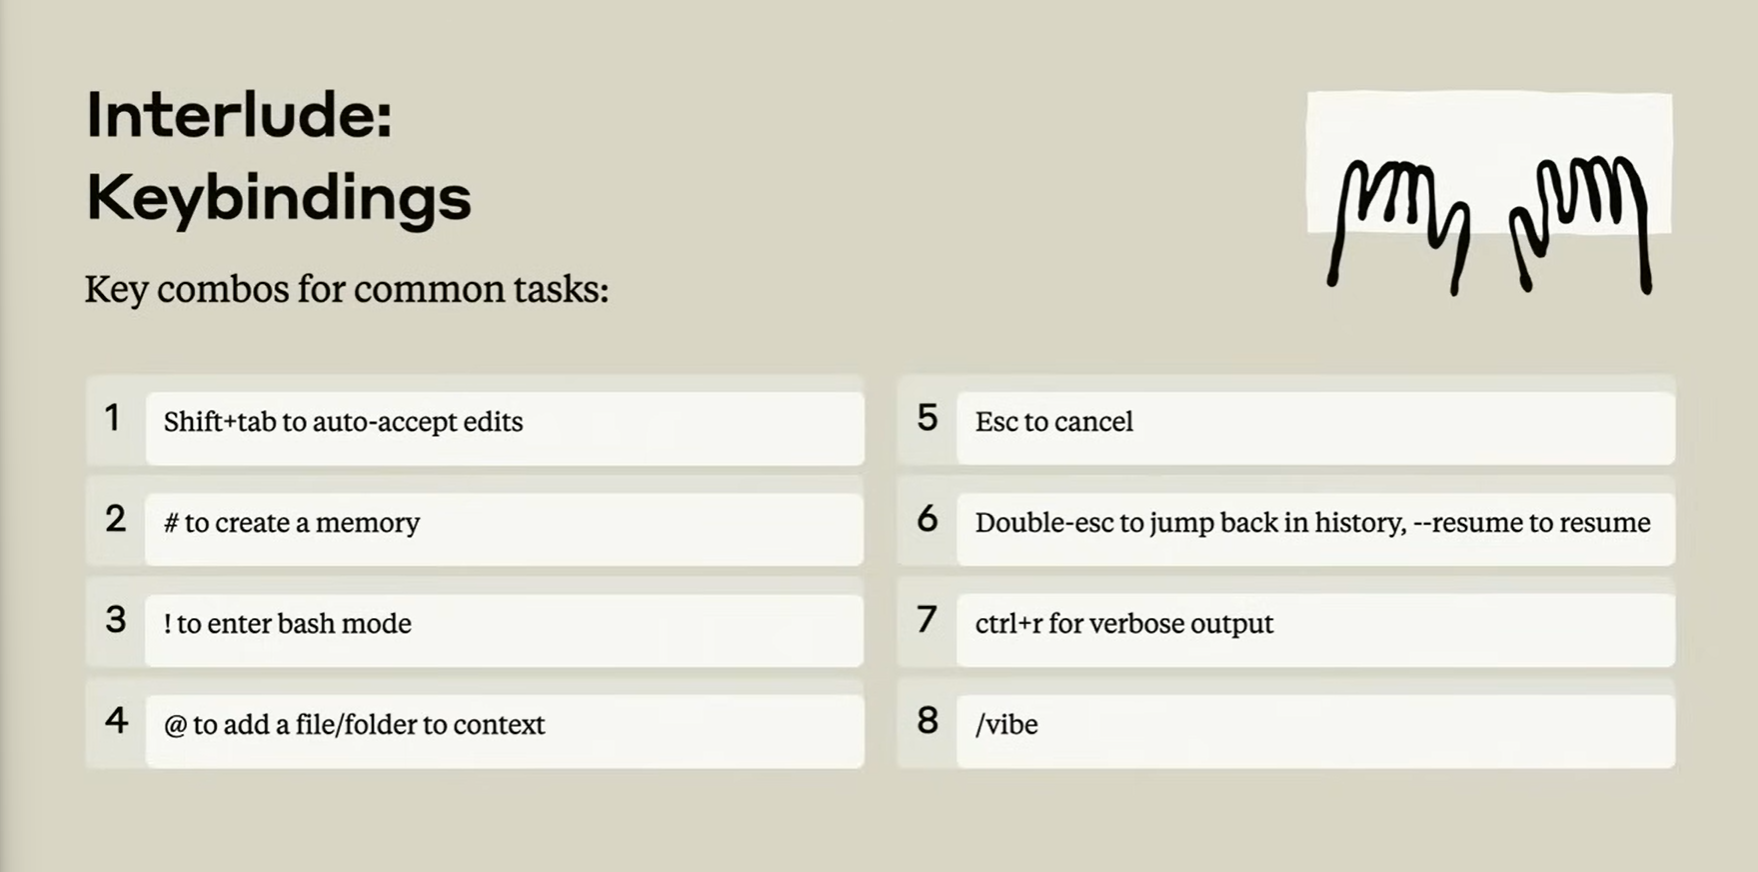 Interlude:
Keybindings
Key combos for common tasks:
1 Shift+tab to auto-accept edits
2 # to create a memory
3 ! to enter bash mode
4 @ to add a file/folder to context
5 Esc to cancel
6 Double-esc to jump back in history, --resume to resume
7 ctrl+r for verbose output
8 /vibe